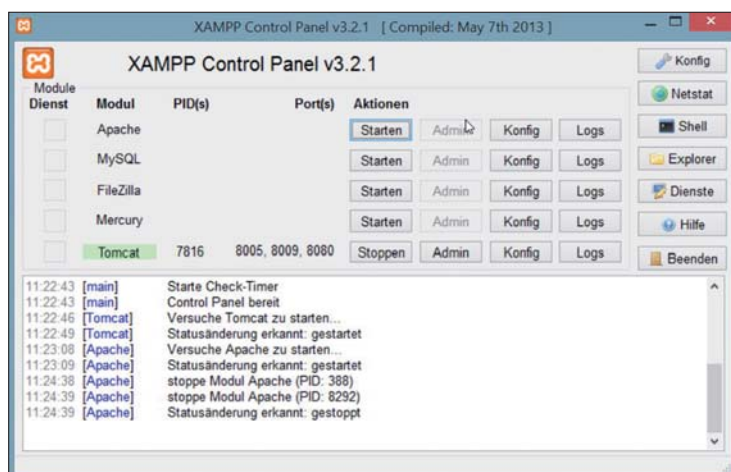 XAMPP Control Panel v3.2.1 [ Compiled: May 7th 2013 ]
XAMPP Control Panel v3.2.1
Konfig
Module
Dienst Modul PID(s) Port(s) Aktionen
Netstat
Apache Starten Admin Konfig Logs
Shell
MySQL Starten Admin Konfig Logs
Explorer
FileZilla Starten Admin Konfig Logs
Dienste
Mercury Starten Admin Konfig Logs
Hilfe
Tomcat 7816 8005, 8009, 8080 Stoppen Admin Konfig Logs
Beenden
11:22:43 [main] Starte Check-Timer
11:22:43 [main] Control Panel bereit
11:22:46 [Tomcat] Versuche Tomcat zu starten...
11:22:49 [Tomcat] Statusänderung erkannt: gestartet
11:23:08 [Apache] Versuche Apache zu starten...
11:23:09 [Apache] Statusänderung erkannt: gestartet
11:24:38 [Apache] stoppe Modul Apache (PID: 388)
11:24:39 [Apache] stoppe Modul Apache (PID: 8292)
11:24:39 [Apache] Statusänderung erkannt: gestoppt